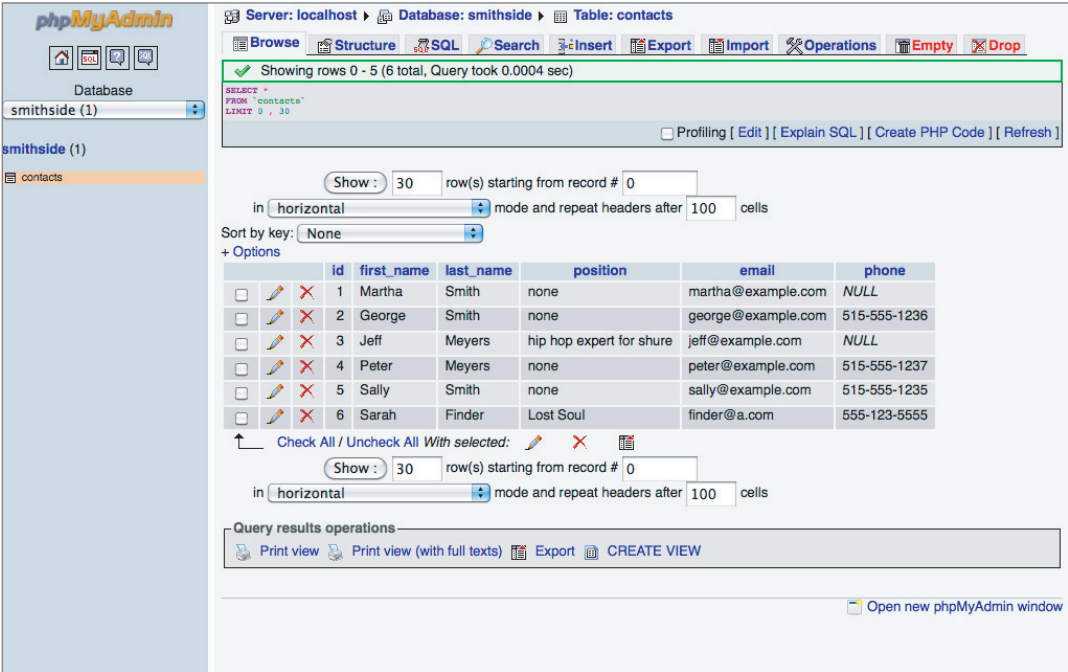 phpMyAdmin
SQL
?
SQL
Database
smithside (1)
smithside (1)
contacts
Server: localhost Database: smithside Table: contacts
Browse Structure SQL Search Insert Export Import Operations Empty Drop
Showing rows 0 - 5 (6 total, Query took 0.0004 sec)
SELECT *
FROM `contacts`
LIMIT 0 , 30
Profiling [ Edit ] [ Explain SQL ] [ Create PHP Code ] [ Refresh ]
Show : 30 row(s) starting from record # 0
in horizontal mode and repeat headers after 100 cells
Sort by key: None
+ Options
id first_name last_name position email phone
1 Martha Smith none martha@example.com NULL
2 George Smith none george@example.com 515-555-1236
3 Jeff Meyers hip hop expert for shure jeff@example.com NULL
4 Peter Meyers none peter@example.com 515-555-1237
5 Sally Smith none sally@example.com 515-555-1235
6 Sarah Finder Lost Soul finder@a.com 555-123-5555
Check All / Uncheck All With selected:
Show : 30 row(s) starting from record # 0
in horizontal mode and repeat headers after 100 cells
Query results operations
Print view Print view (with full texts) Export CREATE VIEW
Open new phpMyAdmin window